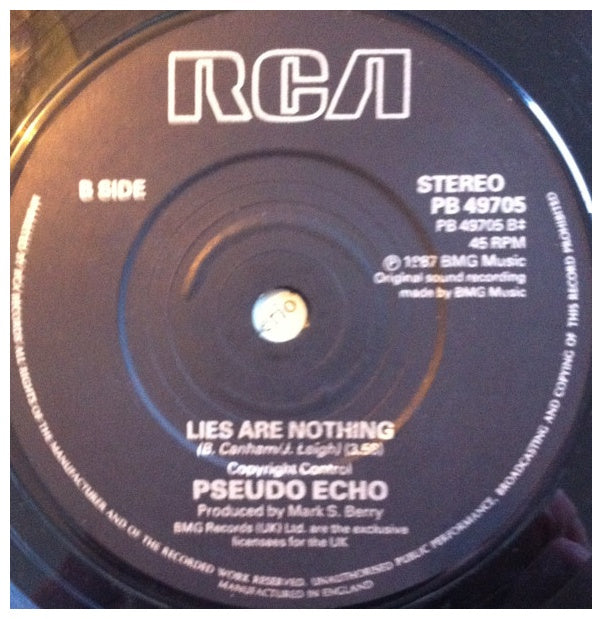 RCA
B SIDE
STEREO
PB 49705
PB 49705 B‡
45 RPM
℗ 1987 BMG Music
Original sound recording
made by BMG Music
LIES ARE NOTHING
(B. Canham/J. Leigh) (3.58)
Copyright Control
PSEUDO ECHO
Produced by Mark S. Berry
BMG Records (UK) Ltd. are the exclusive
licensees for the UK
ALL RIGHTS OF THE MANUFACTURER AND OF THE RECORDED WORK RESERVED. UNAUTHORISED PUBLIC PERFORMANCE, BROADCASTING AND COPYING OF THIS RECORD PROHIBITED
MANUFACTURED IN ENGLAND